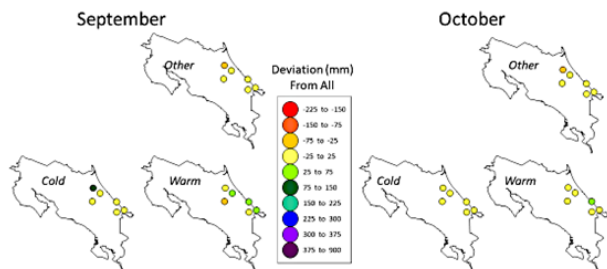 September
October
Other
Other
Deviation (mm)
From All
-225 to -150
-150 to -75
-75 to -25
-25 to 25
25 to 75
75 to 150
150 to 225
225 to 300
300 to 375
375 to 900
Cold
Warm
Cold
Warm